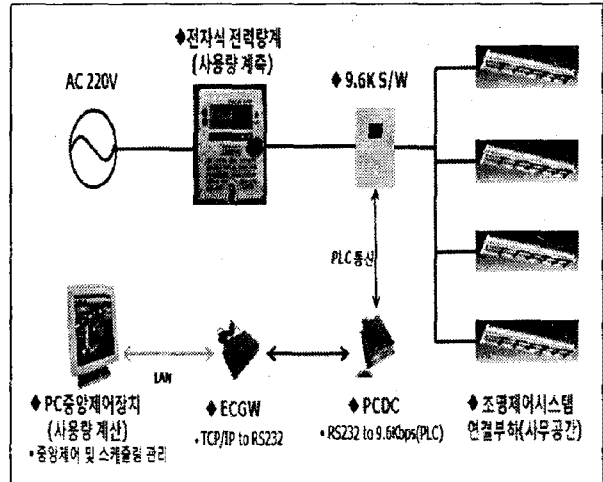 ◆전자식 전력량계
(사용량 계측)
AC 220V
◆ 9.6K S/W
PLC 통신
LAN
◆ PC중앙제어장치
(사용량 계산)
• 중앙제어 및 스케쥴링 관리
◆ ECGW
• TCP/IP to RS232
◆ PCDC
• RS232 to 9.6Kbps(PLC)
◆ 조명제어시스템
연결부하(사무공간)